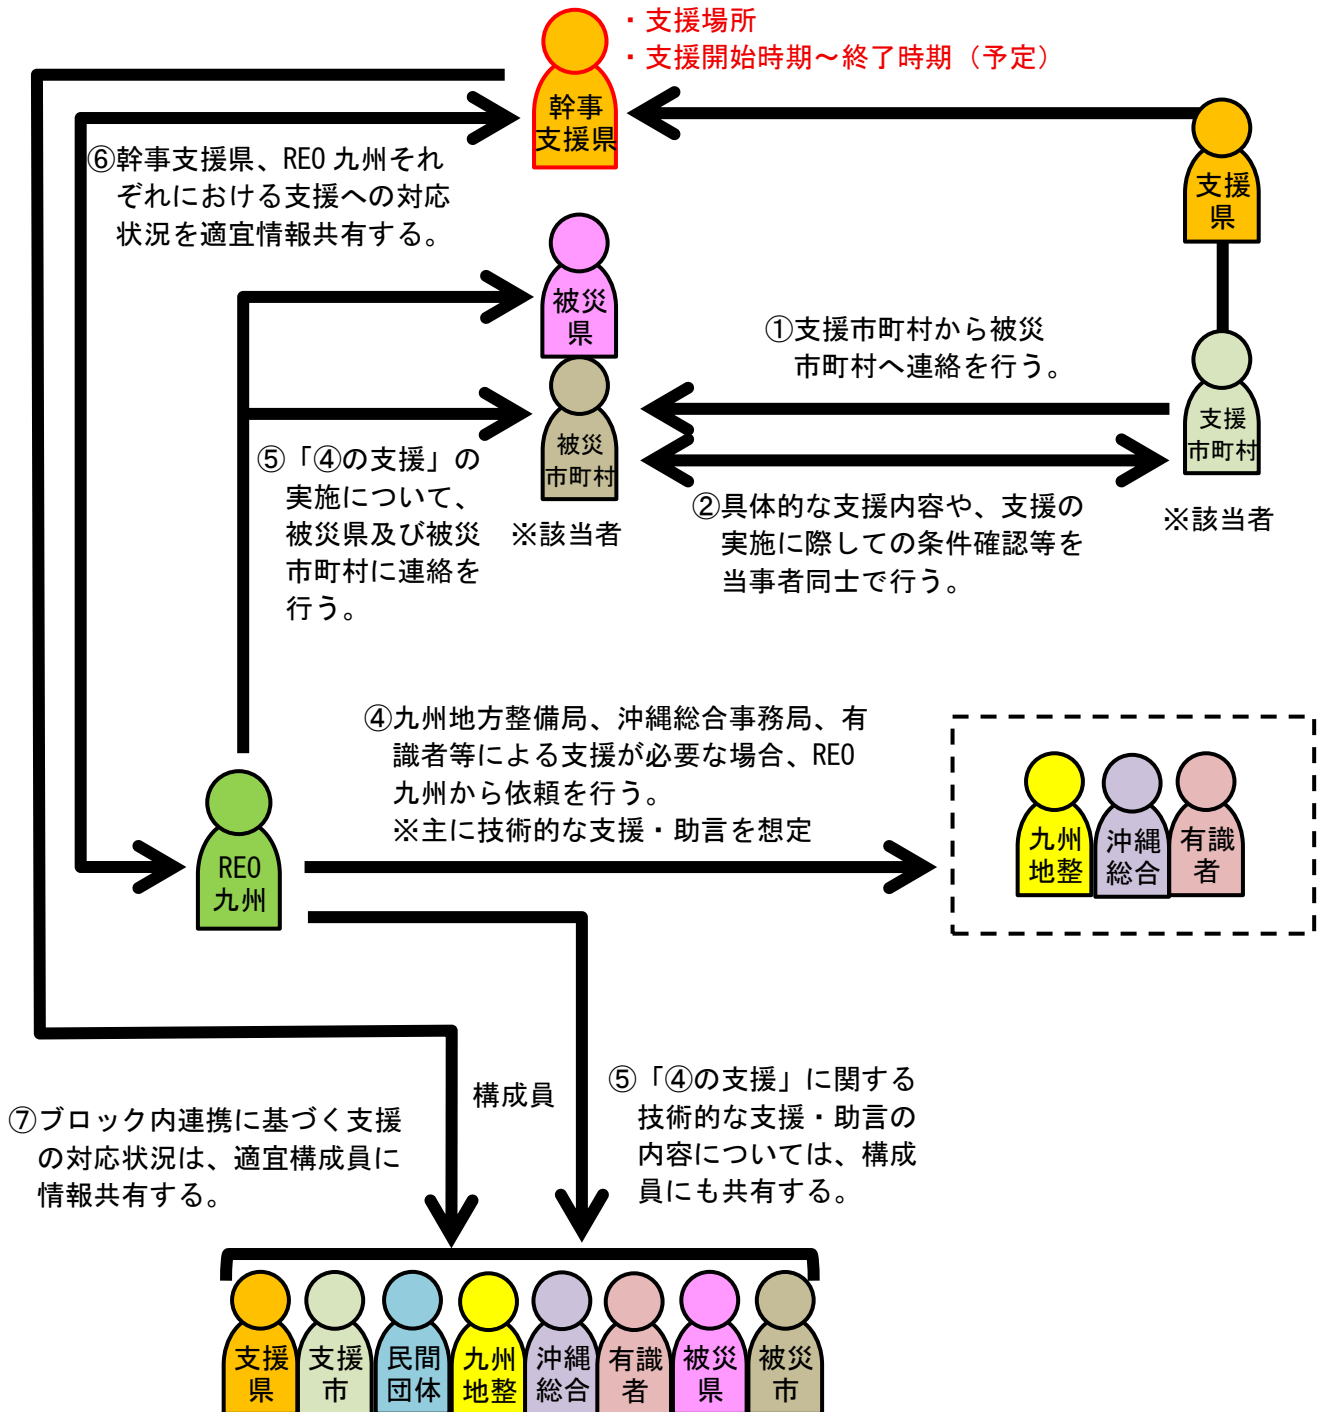 ・支援場所
・支援開始時期～終了時期（予定）
幹事
支援県
支援
県
⑥幹事支援県、REO 九州それ
ぞれにおける支援への対応
状況を適宜情報共有する。
被災
県
①支援市町村から被災
市町村へ連絡を行う。
被災
市町村
※該当者
支援
市町村
※該当者
⑤「④の支援」の
実施について、
被災県及び被災
市町村に連絡を
行う。
②具体的な支援内容や、支援の
実施に際しての条件確認等を
当事者同士で行う。
④九州地方整備局、沖縄総合事務局、有
識者等による支援が必要な場合、REO
九州から依頼を行う。
※主に技術的な支援・助言を想定
REO
九州
九州
地整
沖縄
総合
有識
者
構成員
⑤「④の支援」に関する
技術的な支援・助言の
内容については、構成
員にも共有する。
⑦ブロック内連携に基づく支援
の対応状況は、適宜構成員に
情報共有する。
支援
県
支援
市
民間
団体
九州
地整
沖縄
総合
有識
者
被災
県
被災
市